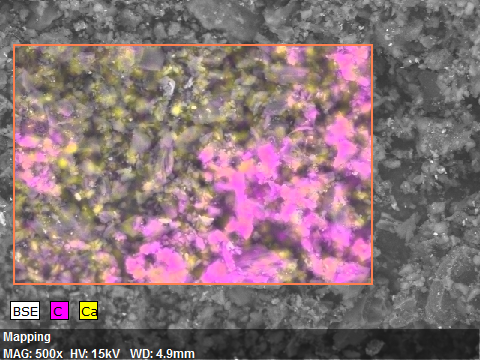 BSE C Ca
Mapping
MAG: 500x HV: 15kV WD: 4.9mm